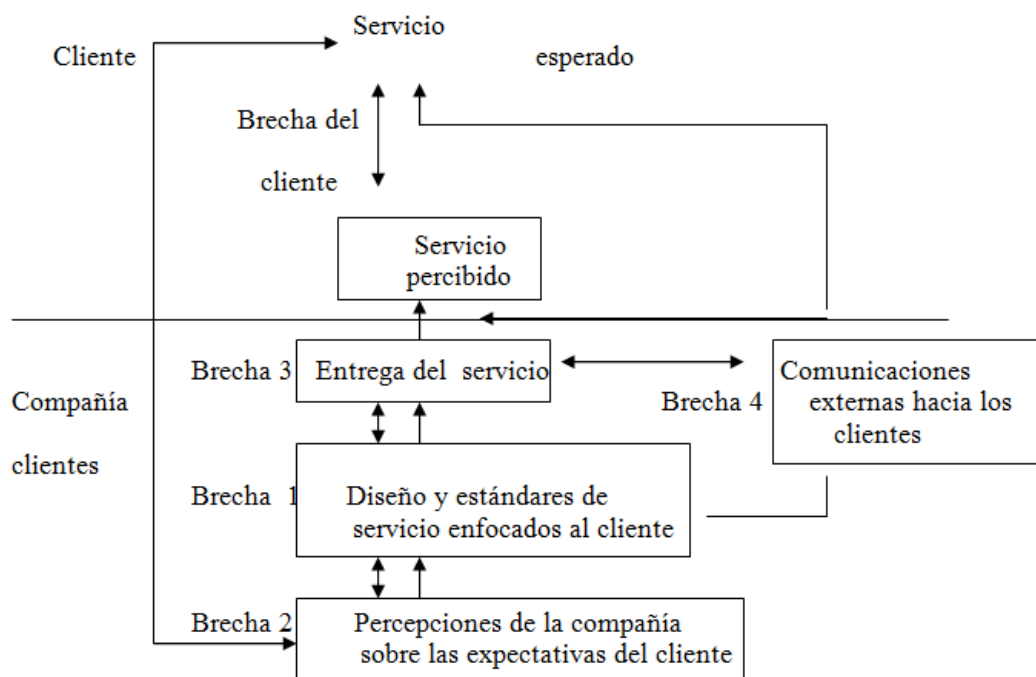 Servicio
Cliente
esperado
Brecha del
cliente
Servicio
percibido
Brecha 3
Entrega del servicio
Comunicaciones
externas hacia los
clientes
Brecha 4
Compañía
clientes
Brecha 1
Diseño y estándares de
servicio enfocados al cliente
Brecha 2
Percepciones de la compañía
sobre las expectativas del cliente